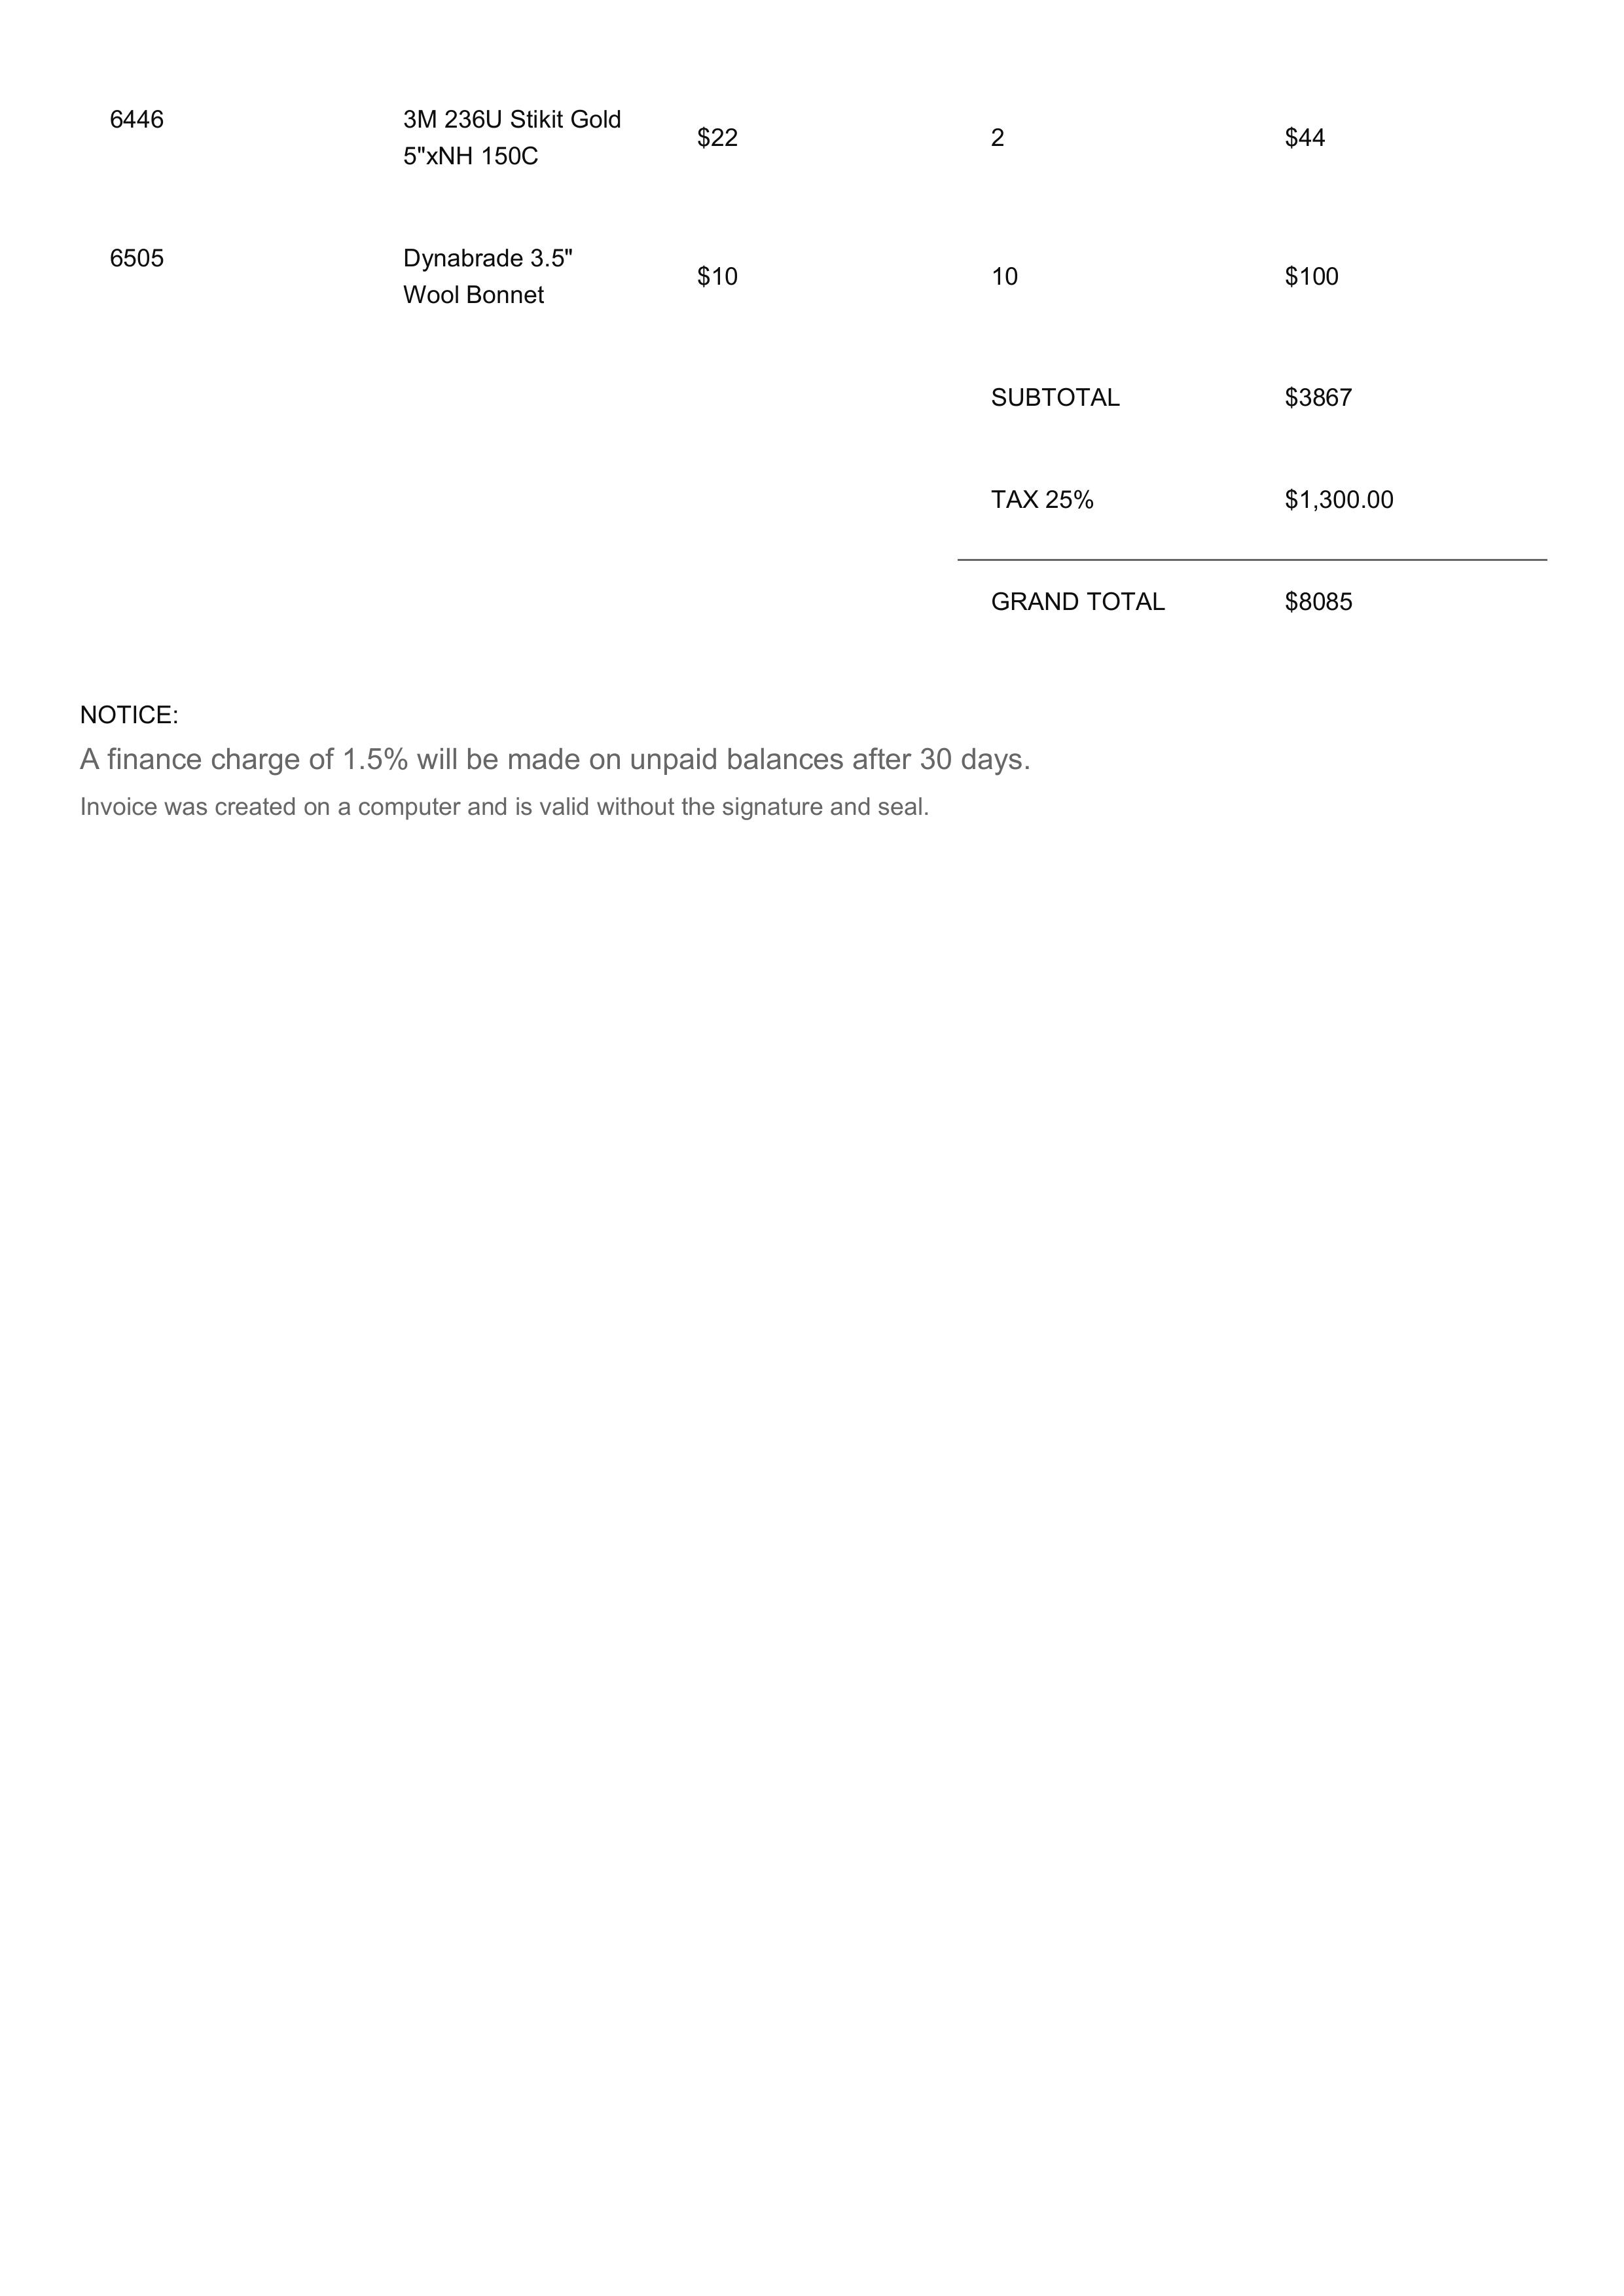 6446 3M 236U Stikit Gold $22 2 $44
5"xNH 150C
6505 Dynabrade 3.5" $10 10 $100
Wool Bonnet
SUBTOTAL $3867
TAX 25% $1,300.00
GRAND TOTAL $8085
NOTICE:
A finance charge of 1.5% will be made on unpaid balances after 30 days.
Invoice was created on a computer and is valid without the signature and seal.